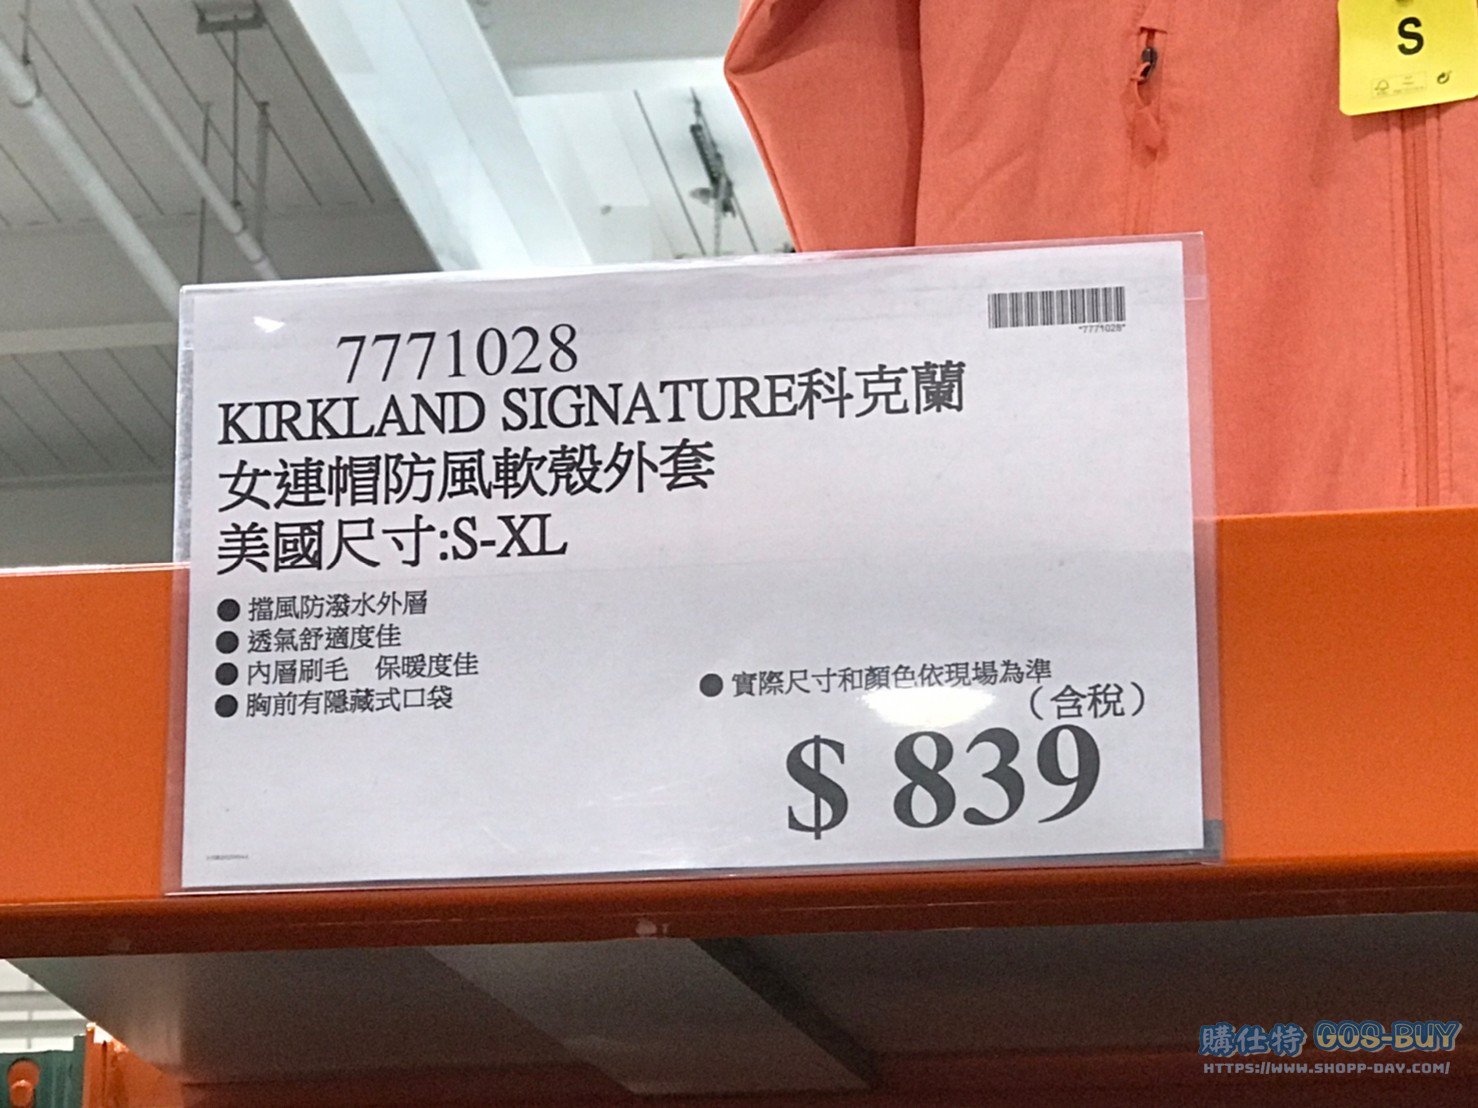 S
7771028
"7771028"
KIRKLAND SIGNATURE科克蘭
女連帽防風軟殼外套
美國尺寸:S-XL
● 擋風防潑水外層
● 透氣舒適度佳
● 內層刷毛 保暖度佳
● 胸前有隱藏式口袋
● 實際尺寸和顏色依現場為準
(含稅)
$ 839
購仕特 GOS-BUY
HTTPS://WWW.SHOPP-DAY.COM/